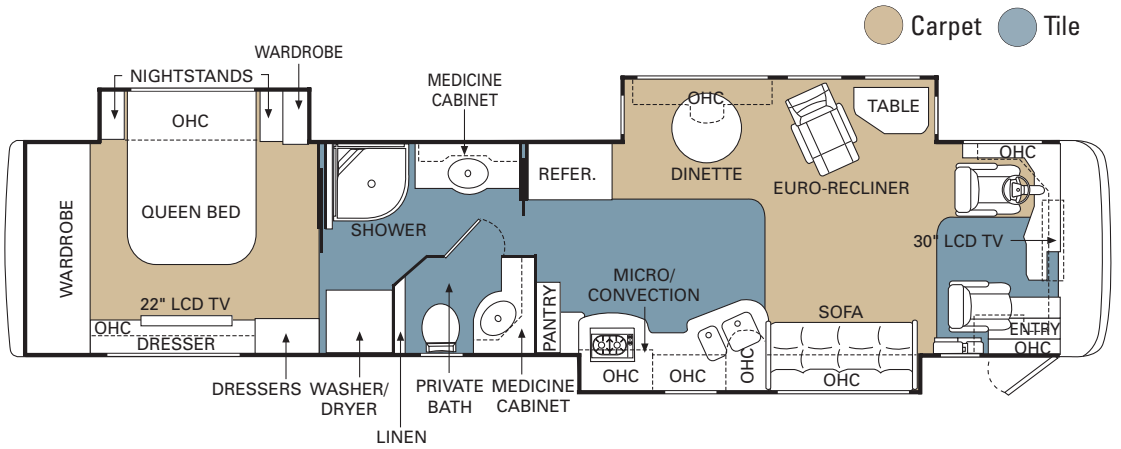 Carpet
Tile
WARDROBE
NIGHTSTANDS
MEDICINE
CABINET
OHC
OHC
TABLE
OHC
REFER.
DINETTE
EURO-RECLINER
QUEEN BED
WARDROBE
SHOWER
30" LCD TV
MICRO/
CONVECTION
22" LCD TV
PANTRY
SOFA
OHC
DRESSER
ENTRY
OHC
OHC
OHC
OHC
OHC
DRESSERS
WASHER/
DRYER
PRIVATE
BATH
MEDICINE
CABINET
LINEN